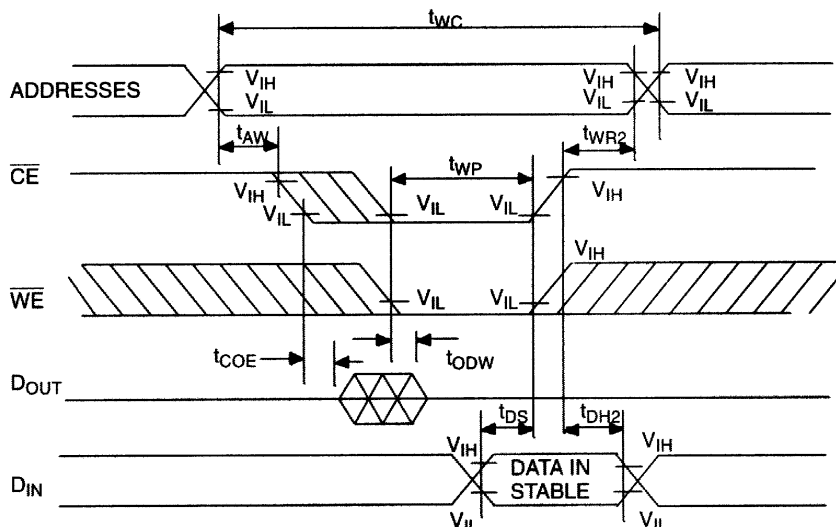 tWC
ADDRESSES
VIH
VIL
VIH
VIL
VIH
VIL
tAW
tWR2
CE
tWP
VIH
VIL
VIL
VIL
VIH
WE
VIH
VIL
VIL
tCOE
tODW
DOUT
tDS
tDH2
DIN
VIH
VIH
DATA IN
STABLE
VIL
VIL